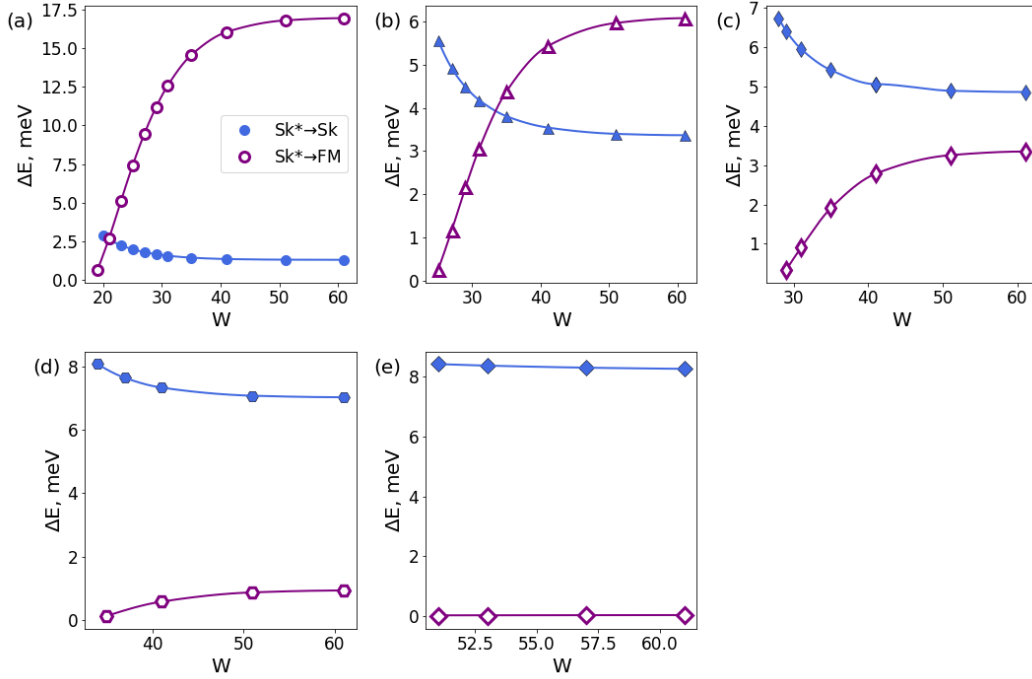 (a)
17.5
15.0
12.5
10.0
7.5
5.0
2.5
0.0
ΔE, meV
Sk*→Sk
Sk*→FM
20 30 40 50 60
W
(b)
6
5
4
3
2
1
0
ΔE, meV
30 40 50 60
W
(c)
7
6
5
4
3
2
1
ΔE, meV
30 40 50 60
W
(d)
8
6
4
2
0
ΔE, meV
40 50 60
W
(e)
8
6
4
2
0
ΔE, meV
52.5 55.0 57.5 60.0
W